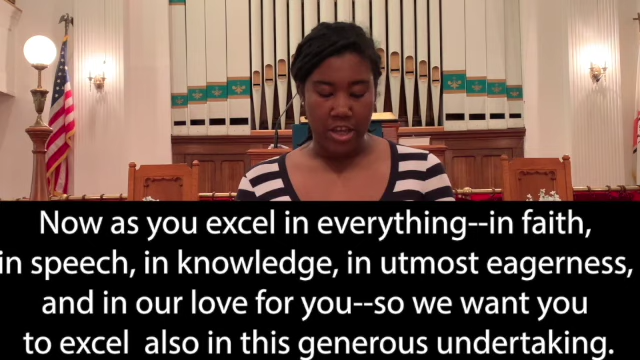 Now as you excel in everything--in faith,
in speech, in knowledge, in utmost eagerness,
and in our love for you--so we want you
to excel also in this generous undertaking.